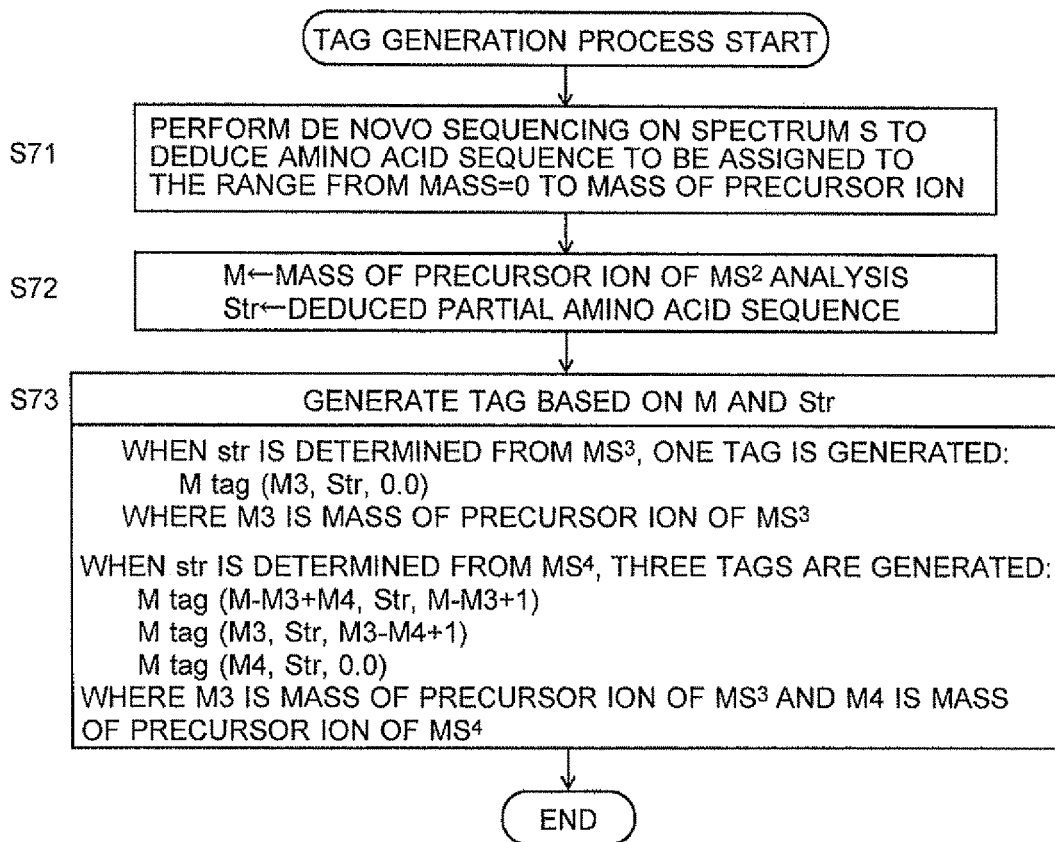 TAG GENERATION PROCESS START
S71
PERFORM DE NOVO SEQUENCING ON SPECTRUM S TO
DEDUCE AMINO ACID SEQUENCE TO BE ASSIGNED TO
THE RANGE FROM MASS=0 TO MASS OF PRECURSOR ION
S72
M←MASS OF PRECURSOR ION OF MS² ANALYSIS
Str←DEDUCED PARTIAL AMINO ACID SEQUENCE
S73
GENERATE TAG BASED ON M AND Str
WHEN str IS DETERMINED FROM MS³, ONE TAG IS GENERATED:
M tag (M3, Str, 0.0)
WHERE M3 IS MASS OF PRECURSOR ION OF MS³
WHEN str IS DETERMINED FROM MS⁴, THREE TAGS ARE GENERATED:
M tag (M-M3+M4, Str, M-M3+1)
M tag (M3, Str, M3-M4+1)
M tag (M4, Str, 0.0)
WHERE M3 IS MASS OF PRECURSOR ION OF MS³ AND M4 IS MASS
OF PRECURSOR ION OF MS⁴
END